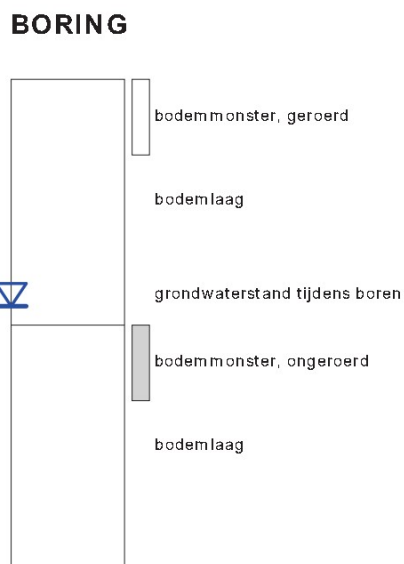 BORING
bodemmonster, geroerd
bodemlaag
grondwaterstand tijdens boren
bodemmonster, ongeroerd
bodemlaag